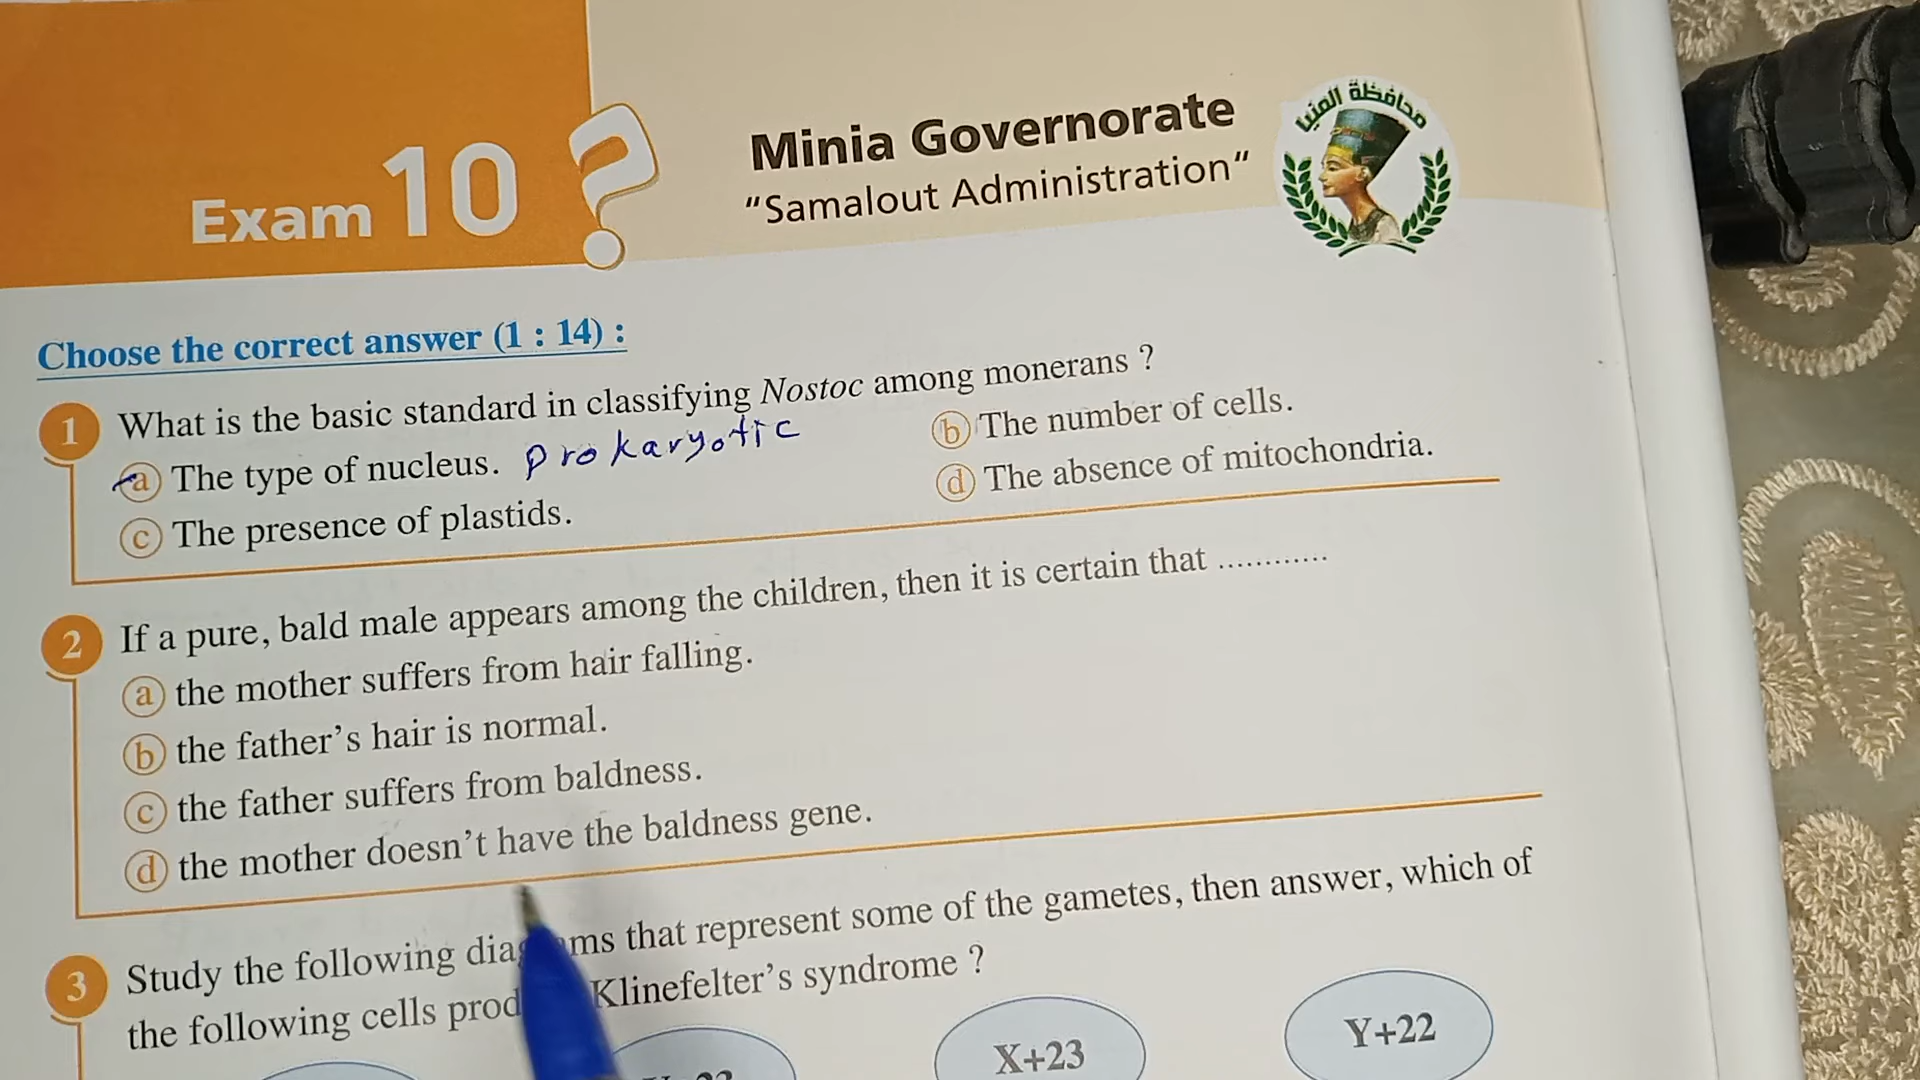 Exam 10 ?
Minia Governorate
"Samalout Administration"
محافظة المنيا
Choose the correct answer (1 : 14) :
1 What is the basic standard in classifying Nostoc among monerans ?
a The type of nucleus. prokaryotic
b The number of cells.
c The presence of plastids.
d The absence of mitochondria.
2 If a pure, bald male appears among the children, then it is certain that ............
a the mother suffers from hair falling.
b the father's hair is normal.
c the father suffers from baldness.
d the mother doesn't have the baldness gene.
3 Study the following that represent some of the gametes, then answer, which of
the following cells Klinefelter's syndrome ?
X+23
Y+22